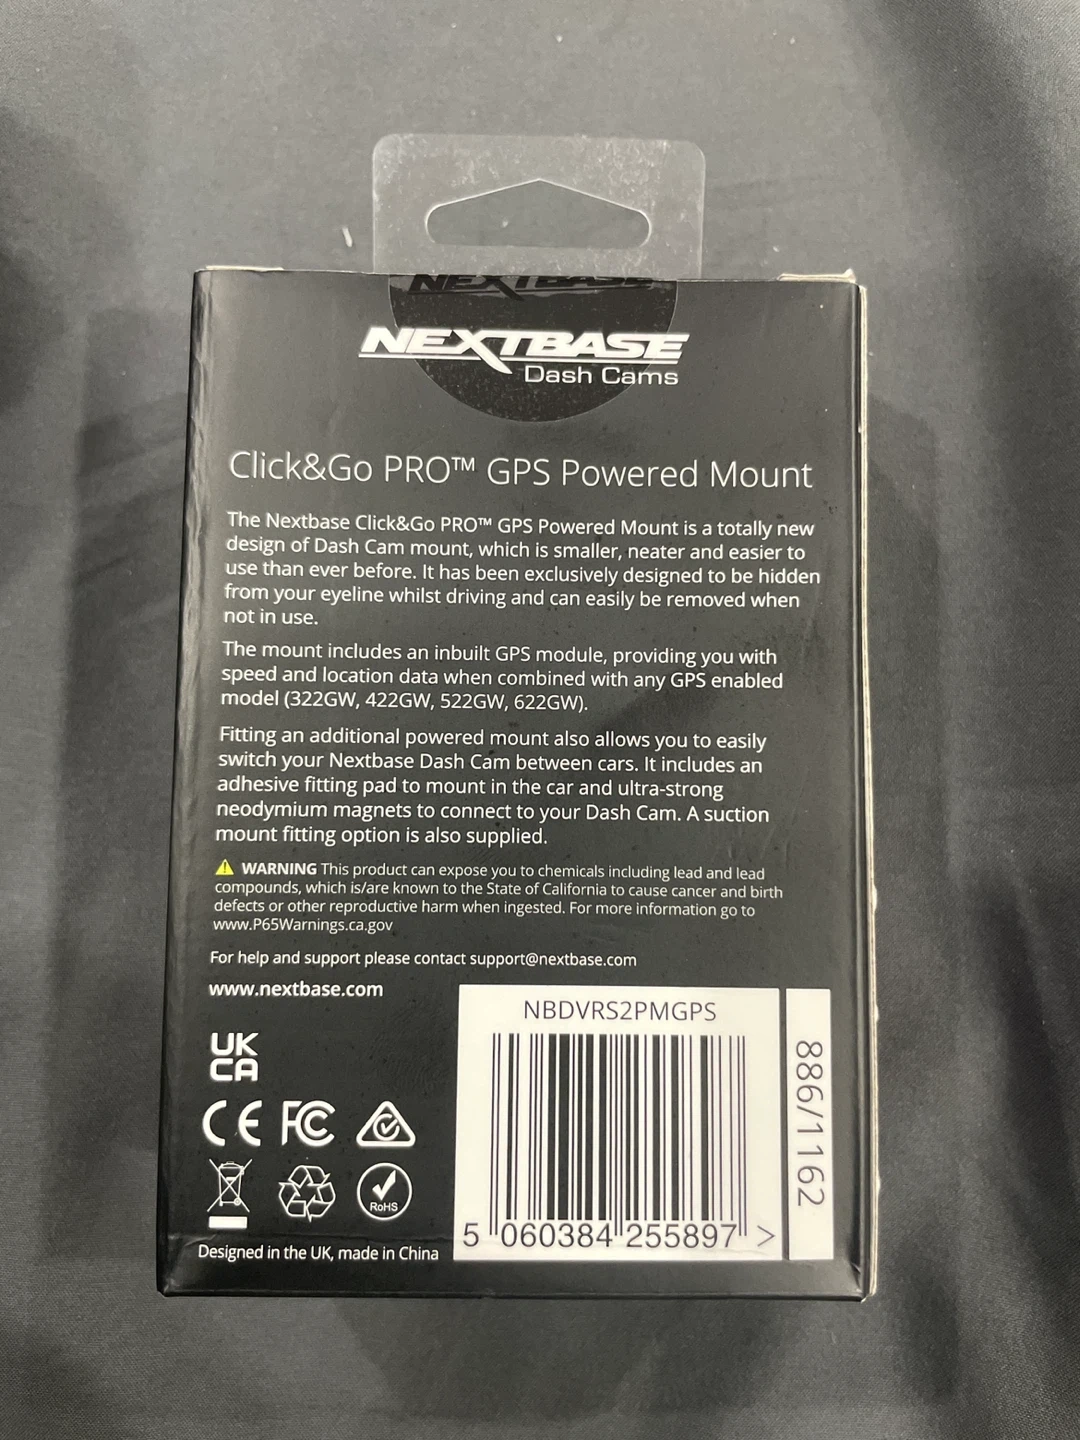 NEXTBASE
NEXTBASE
Dash Cams
Click&Go PRO™ GPS Powered Mount
The Nextbase Click&Go PRO™ GPS Powered Mount is a totally new
design of Dash Cam mount, which is smaller, neater and easier to
use than ever before. It has been exclusively designed to be hidden
from your eyeline whilst driving and can easily be removed when
not in use.
The mount includes an inbuilt GPS module, providing you with
speed and location data when combined with any GPS enabled
model (322GW, 422GW, 522GW, 622GW).
Fitting an additional powered mount also allows you to easily
switch your Nextbase Dash Cam between cars. It includes an
adhesive fitting pad to mount in the car and ultra-strong
neodymium magnets to connect to your Dash Cam. A suction
mount fitting option is also supplied.
WARNING This product can expose you to chemicals including lead and lead
compounds, which is/are known to the State of California to cause cancer and birth
defects or other reproductive harm when ingested. For more information go to
www.P65Warnings.ca.gov
For help and support please contact support@nextbase.com
www.nextbase.com
UK
CA
CE FC
RoHS
Designed in the UK, made in China
NBDVRS2PMGPS
5 060384 255897 >
886/1162